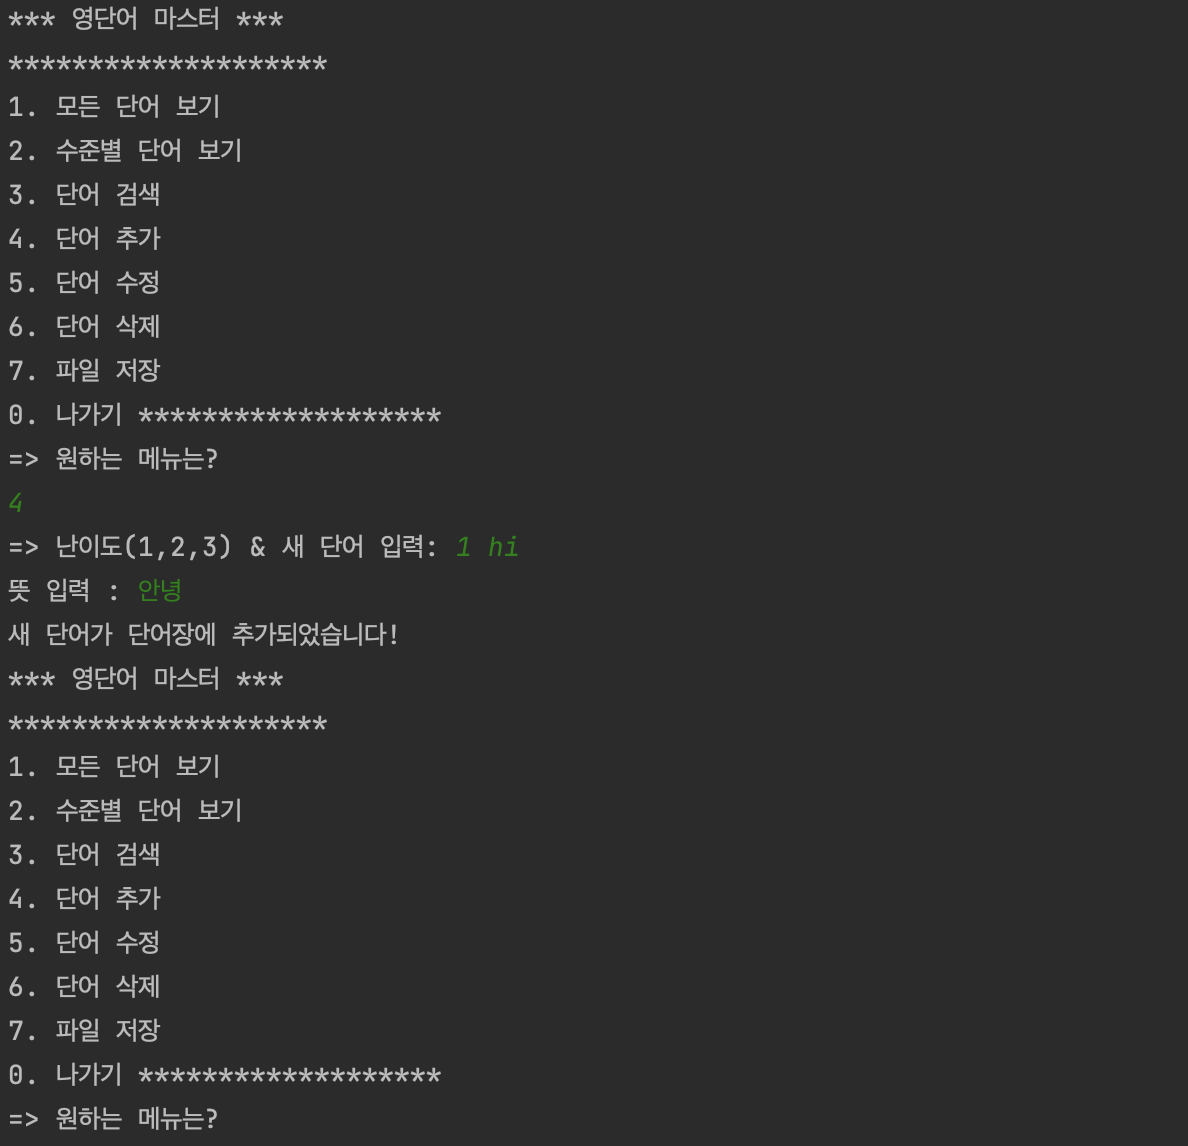 *** 영단어 마스터 ***
********************
1. 모든 단어 보기
2. 수준별 단어 보기
3. 단어 검색
4. 단어 추가
5. 단어 수정
6. 단어 삭제
7. 파일 저장
0. 나가기 *******************
=> 원하는 메뉴는?
4
=> 난이도(1,2,3) & 새 단어 입력: 1 hi
뜻 입력 : 안녕
새 단어가 단어장에 추가되었습니다!
*** 영단어 마스터 ***
********************
1. 모든 단어 보기
2. 수준별 단어 보기
3. 단어 검색
4. 단어 추가
5. 단어 수정
6. 단어 삭제
7. 파일 저장
0. 나가기 *******************
=> 원하는 메뉴는?